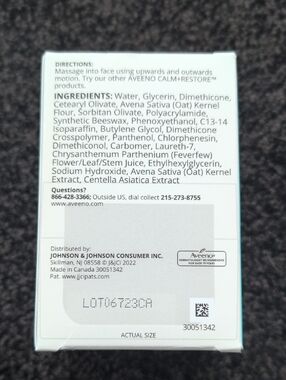 DIRECTIONS:
Massage into face using upwards and outwards
motion. Try our other AVEENO CALM+RESTORE™
products.
INGREDIENTS: Water, Glycerin, Dimethicone,
Cetearyl Olivate, Avena Sativa (Oat) Kernel
Flour, Sorbitan Olivate, Polyacrylamide,
Synthetic Beeswax, Phenoxyethanol, C13-14
Isoparaffin, Butylene Glycol, Dimethicone
Crosspolymer, Panthenol, Chlorphenesin,
Dimethiconol, Carbomer, Laureth-7,
Chrysanthemum Parthenium (Feverfew)
Flower/Leaf/Stem Juice, Ethylhexylglycerin,
Sodium Hydroxide, Avena Sativa (Oat) Kernel
Extract, Centella Asiatica Extract
Questions?
866-428-3366; Outside US, dial collect 215-273-8755
www.aveeno.com
Distributed by:
JOHNSON & JOHNSON CONSUMER INC.
Skillman, NJ 08558 © J&JCI 2022
Made in Canada 30051342
Pat. www.jjcipats.com
Aveeno®
LOT06723CA
30051342
ACTUAL SIZE